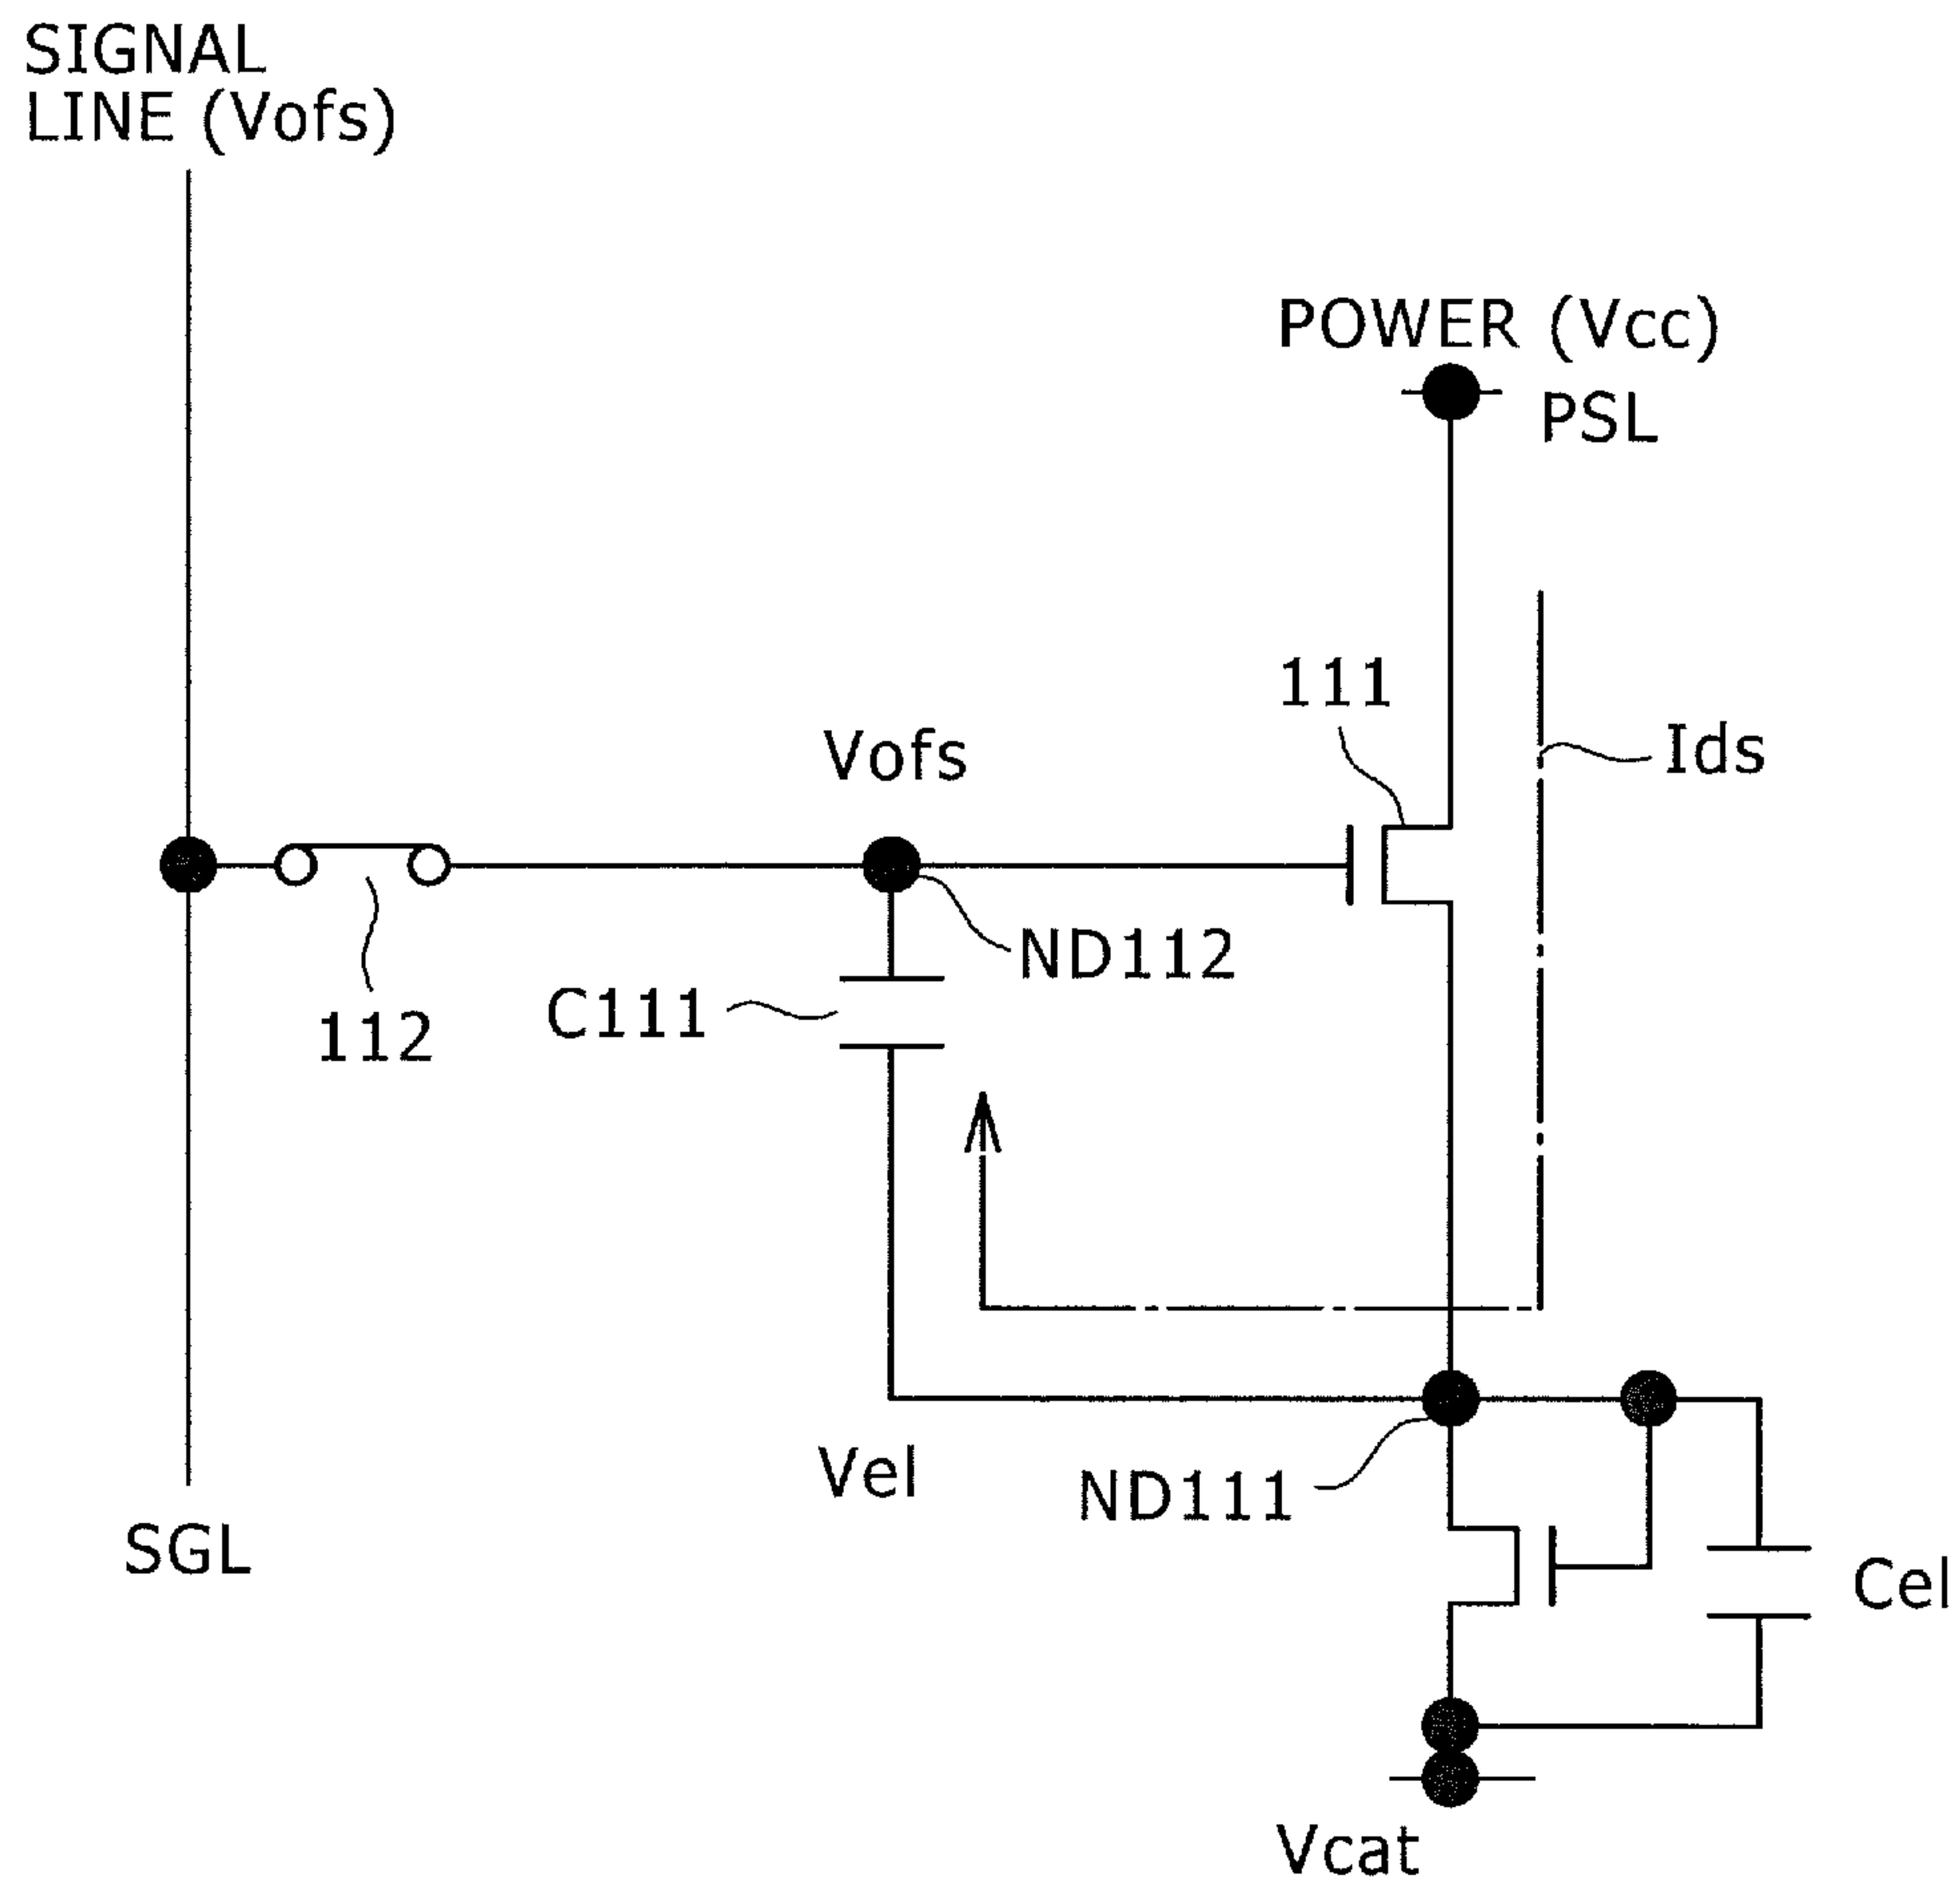 SIGNAL
LINE (Vofs)
POWER (Vcc)
PSL
111
Ids
Vofs
ND112
C111
112
Vel
ND111
SGL
Cel
Vcat